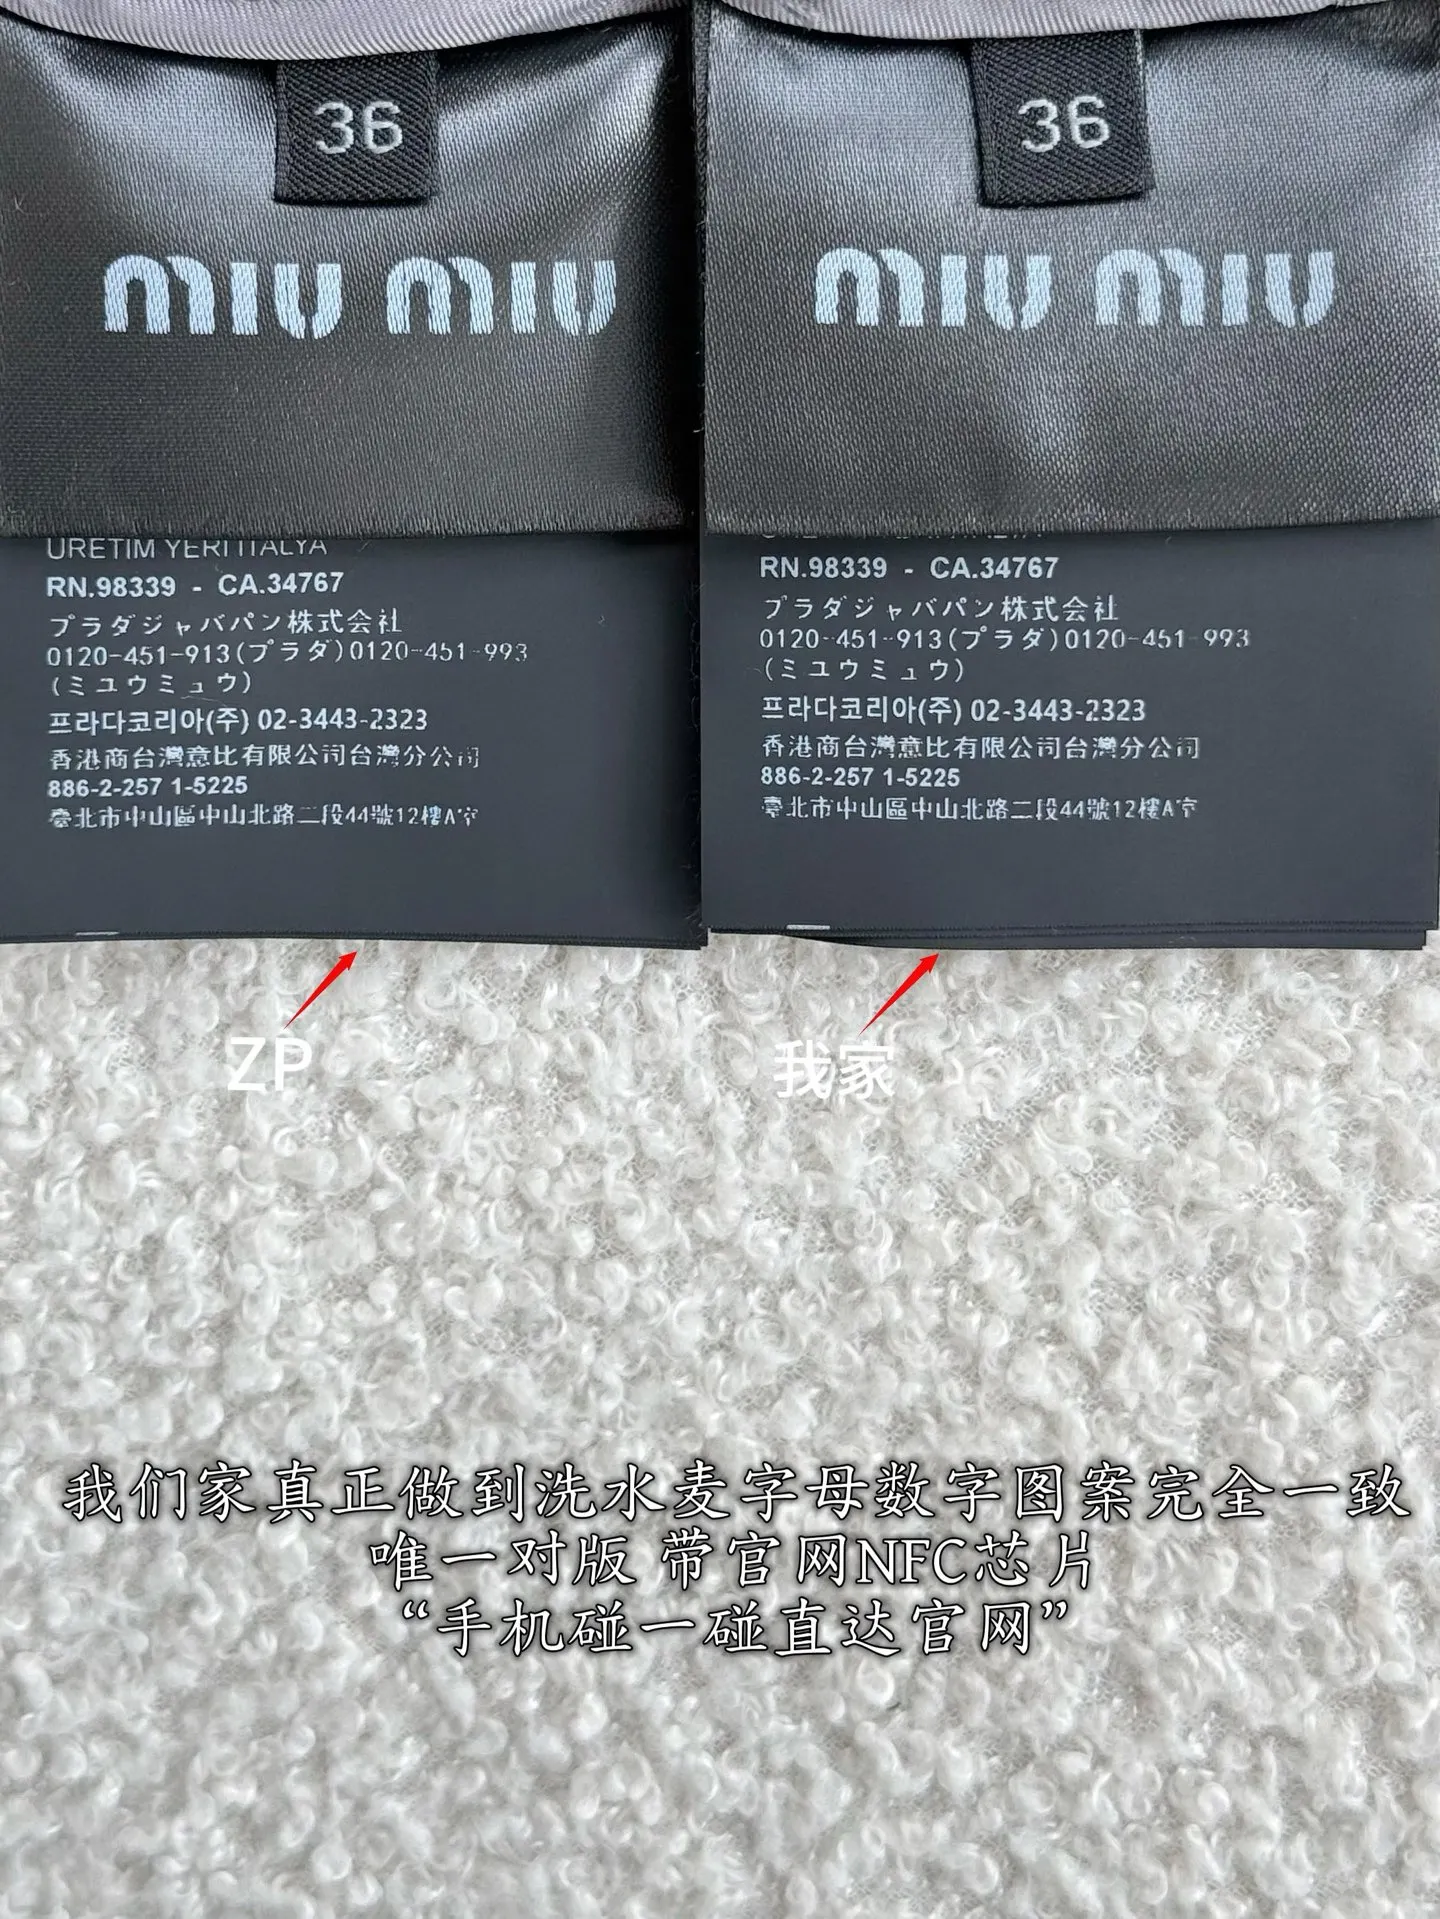 36
miu miu
URETIM YERI ITALYA
RN.98339 - CA.34767
プラダジャパン株式会社
0120-451-913(プラダ)0120-451-993
(ミュウミュウ)
프라다코리아(주) 02-3443-2323
香港商台灣意比有限公司台灣分公司
886-2-257 1-5225
臺北市中山區中山北路二段44號12樓A室
36
miu miu
RN.98339 - CA.34767
プラダジャパン株式会社
0120-451-913(プラダ)0120-451-993
(ミュウミュウ)
프라다코리아(주) 02-3443-2323
香港商台灣意比有限公司台灣分公司
886-2-257 1-5225
臺北市中山區中山北路二段44號12樓A室
ZP
我家
我们家真正做到洗水麦字母数字图案完全一致
唯一对版 带官网NFC芯片
“手机碰一碰直达官网”